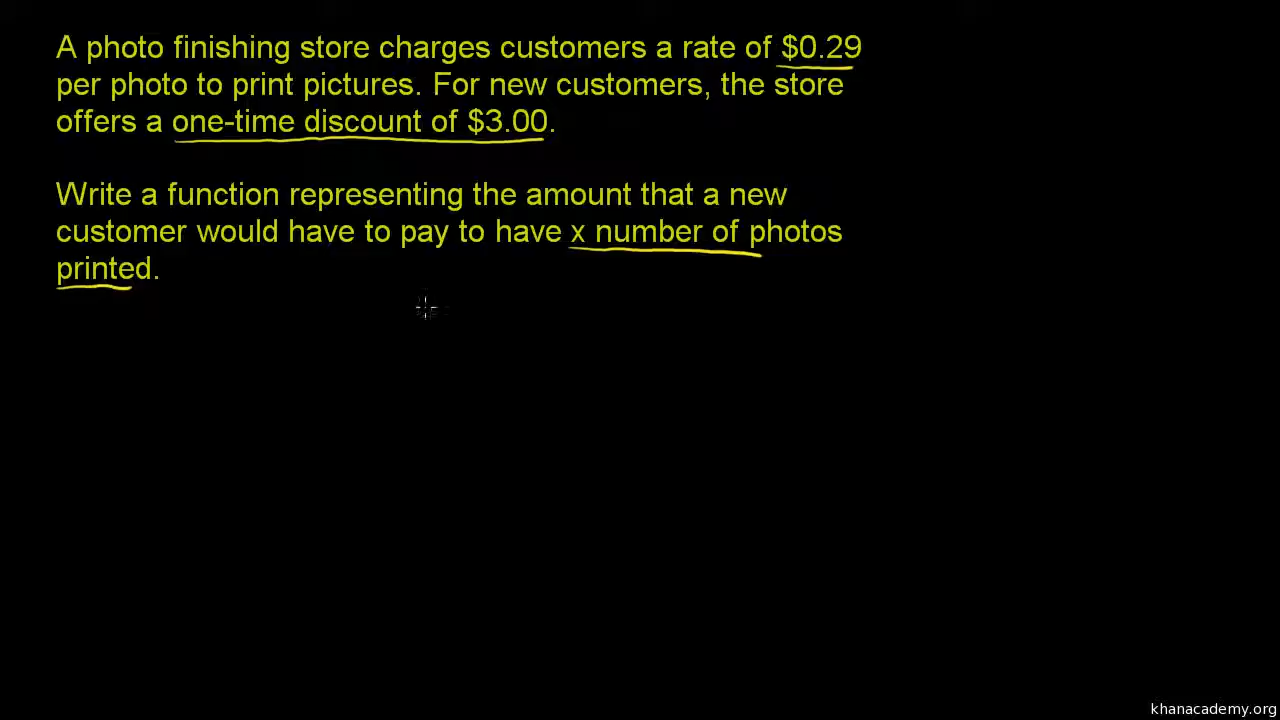 A photo finishing store charges customers a rate of $0.29
per photo to print pictures. For new customers, the store
offers a one-time discount of $3.00.
Write a function representing the amount that a new
customer would have to pay to have x number of photos
printed.
khanacademy.org